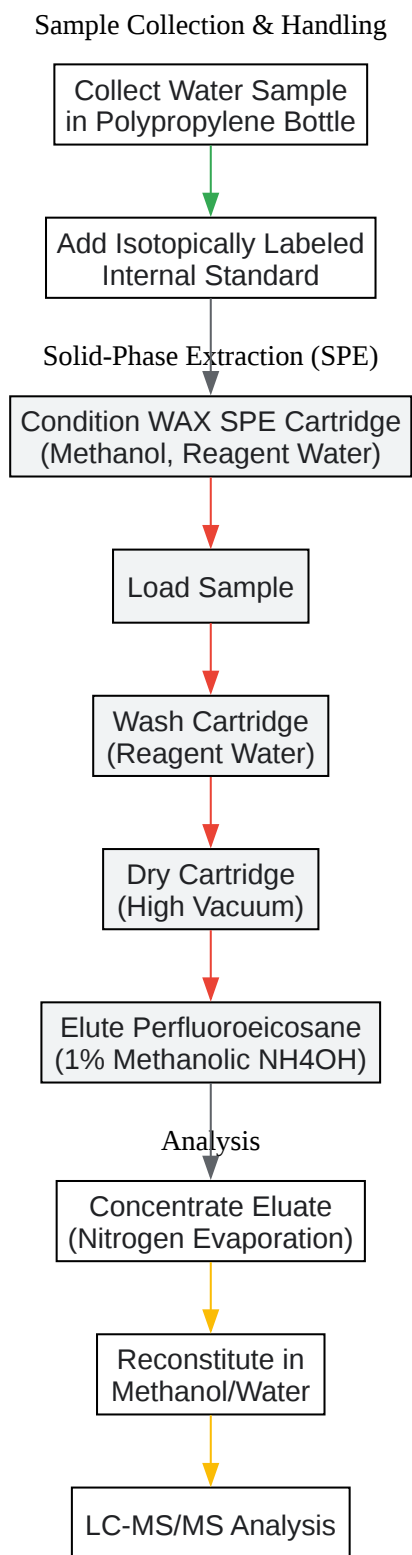 Sample Collection & Handling
Collect Water Sample
in Polypropylene Bottle
Add Isotopically Labeled
Internal Standard
Solid-Phase Extraction (SPE)
Condition WAX SPE Cartridge
(Methanol, Reagent Water)
Load Sample
Wash Cartridge
(Reagent Water)
Dry Cartridge
(High Vacuum)
Elute Perfluoroeicosane
(1% Methanolic NH4OH)
Analysis
Concentrate Eluate
(Nitrogen Evaporation)
Reconstitute in
Methanol/Water
LC-MS/MS Analysis